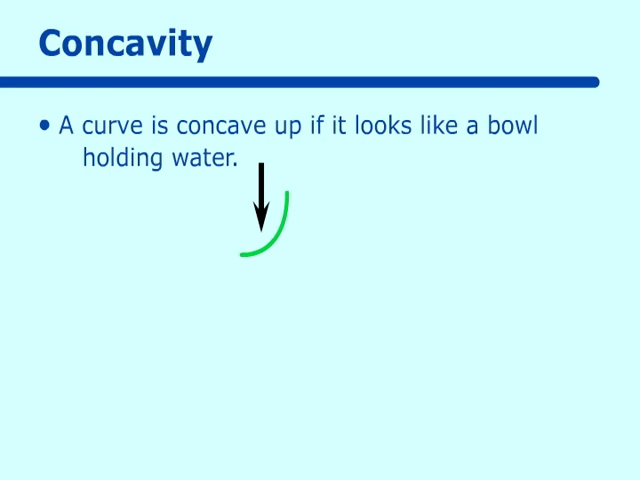 Concavity
• A curve is concave up if it looks like a bowl
holding water.